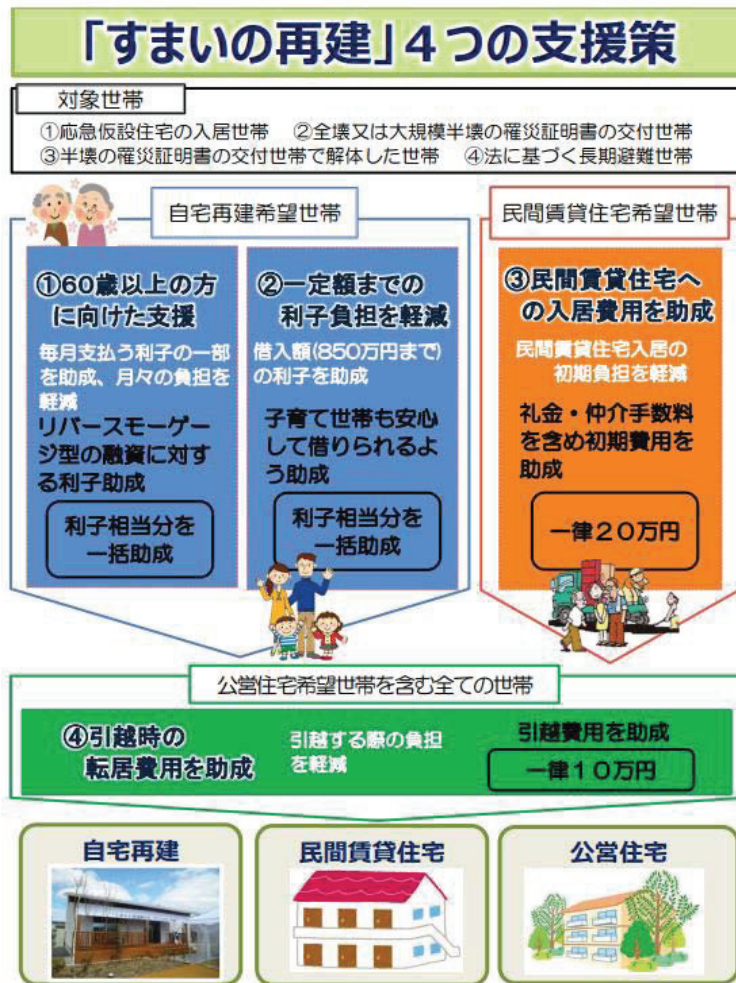 「すまいの再建」４つの支援策
対象世帯
①応急仮設住宅の入居世帯　②全壊又は大規模半壊の罹災証明書の交付世帯
③半壊の罹災証明書の交付世帯で解体した世帯　④法に基づく長期避難世帯
自宅再建希望世帯
①60歳以上の方
に向けた支援
毎月支払う利子の一部
を助成、月々の負担を
軽減
リバースモーゲー
ジ型の融資に対す
る利子助成
利子相当分を
一括助成
②一定額までの
利子負担を軽減
借入額(850万円まで)
の利子を助成
子育て世帯も安心
して借りられるよ
う助成
利子相当分を
一括助成
民間賃貸住宅希望世帯
③民間賃貸住宅へ
の入居費用を助成
民間賃貸住宅入居の
初期負担を軽減
礼金・仲介手数料
を含め初期費用を
助成
一律２０万円
公営住宅希望世帯を含む全ての世帯
④引越時の
転居費用を助成
引越する際の負担
を軽減
引越費用を助成
一律１０万円
自宅再建
民間賃貸住宅
公営住宅